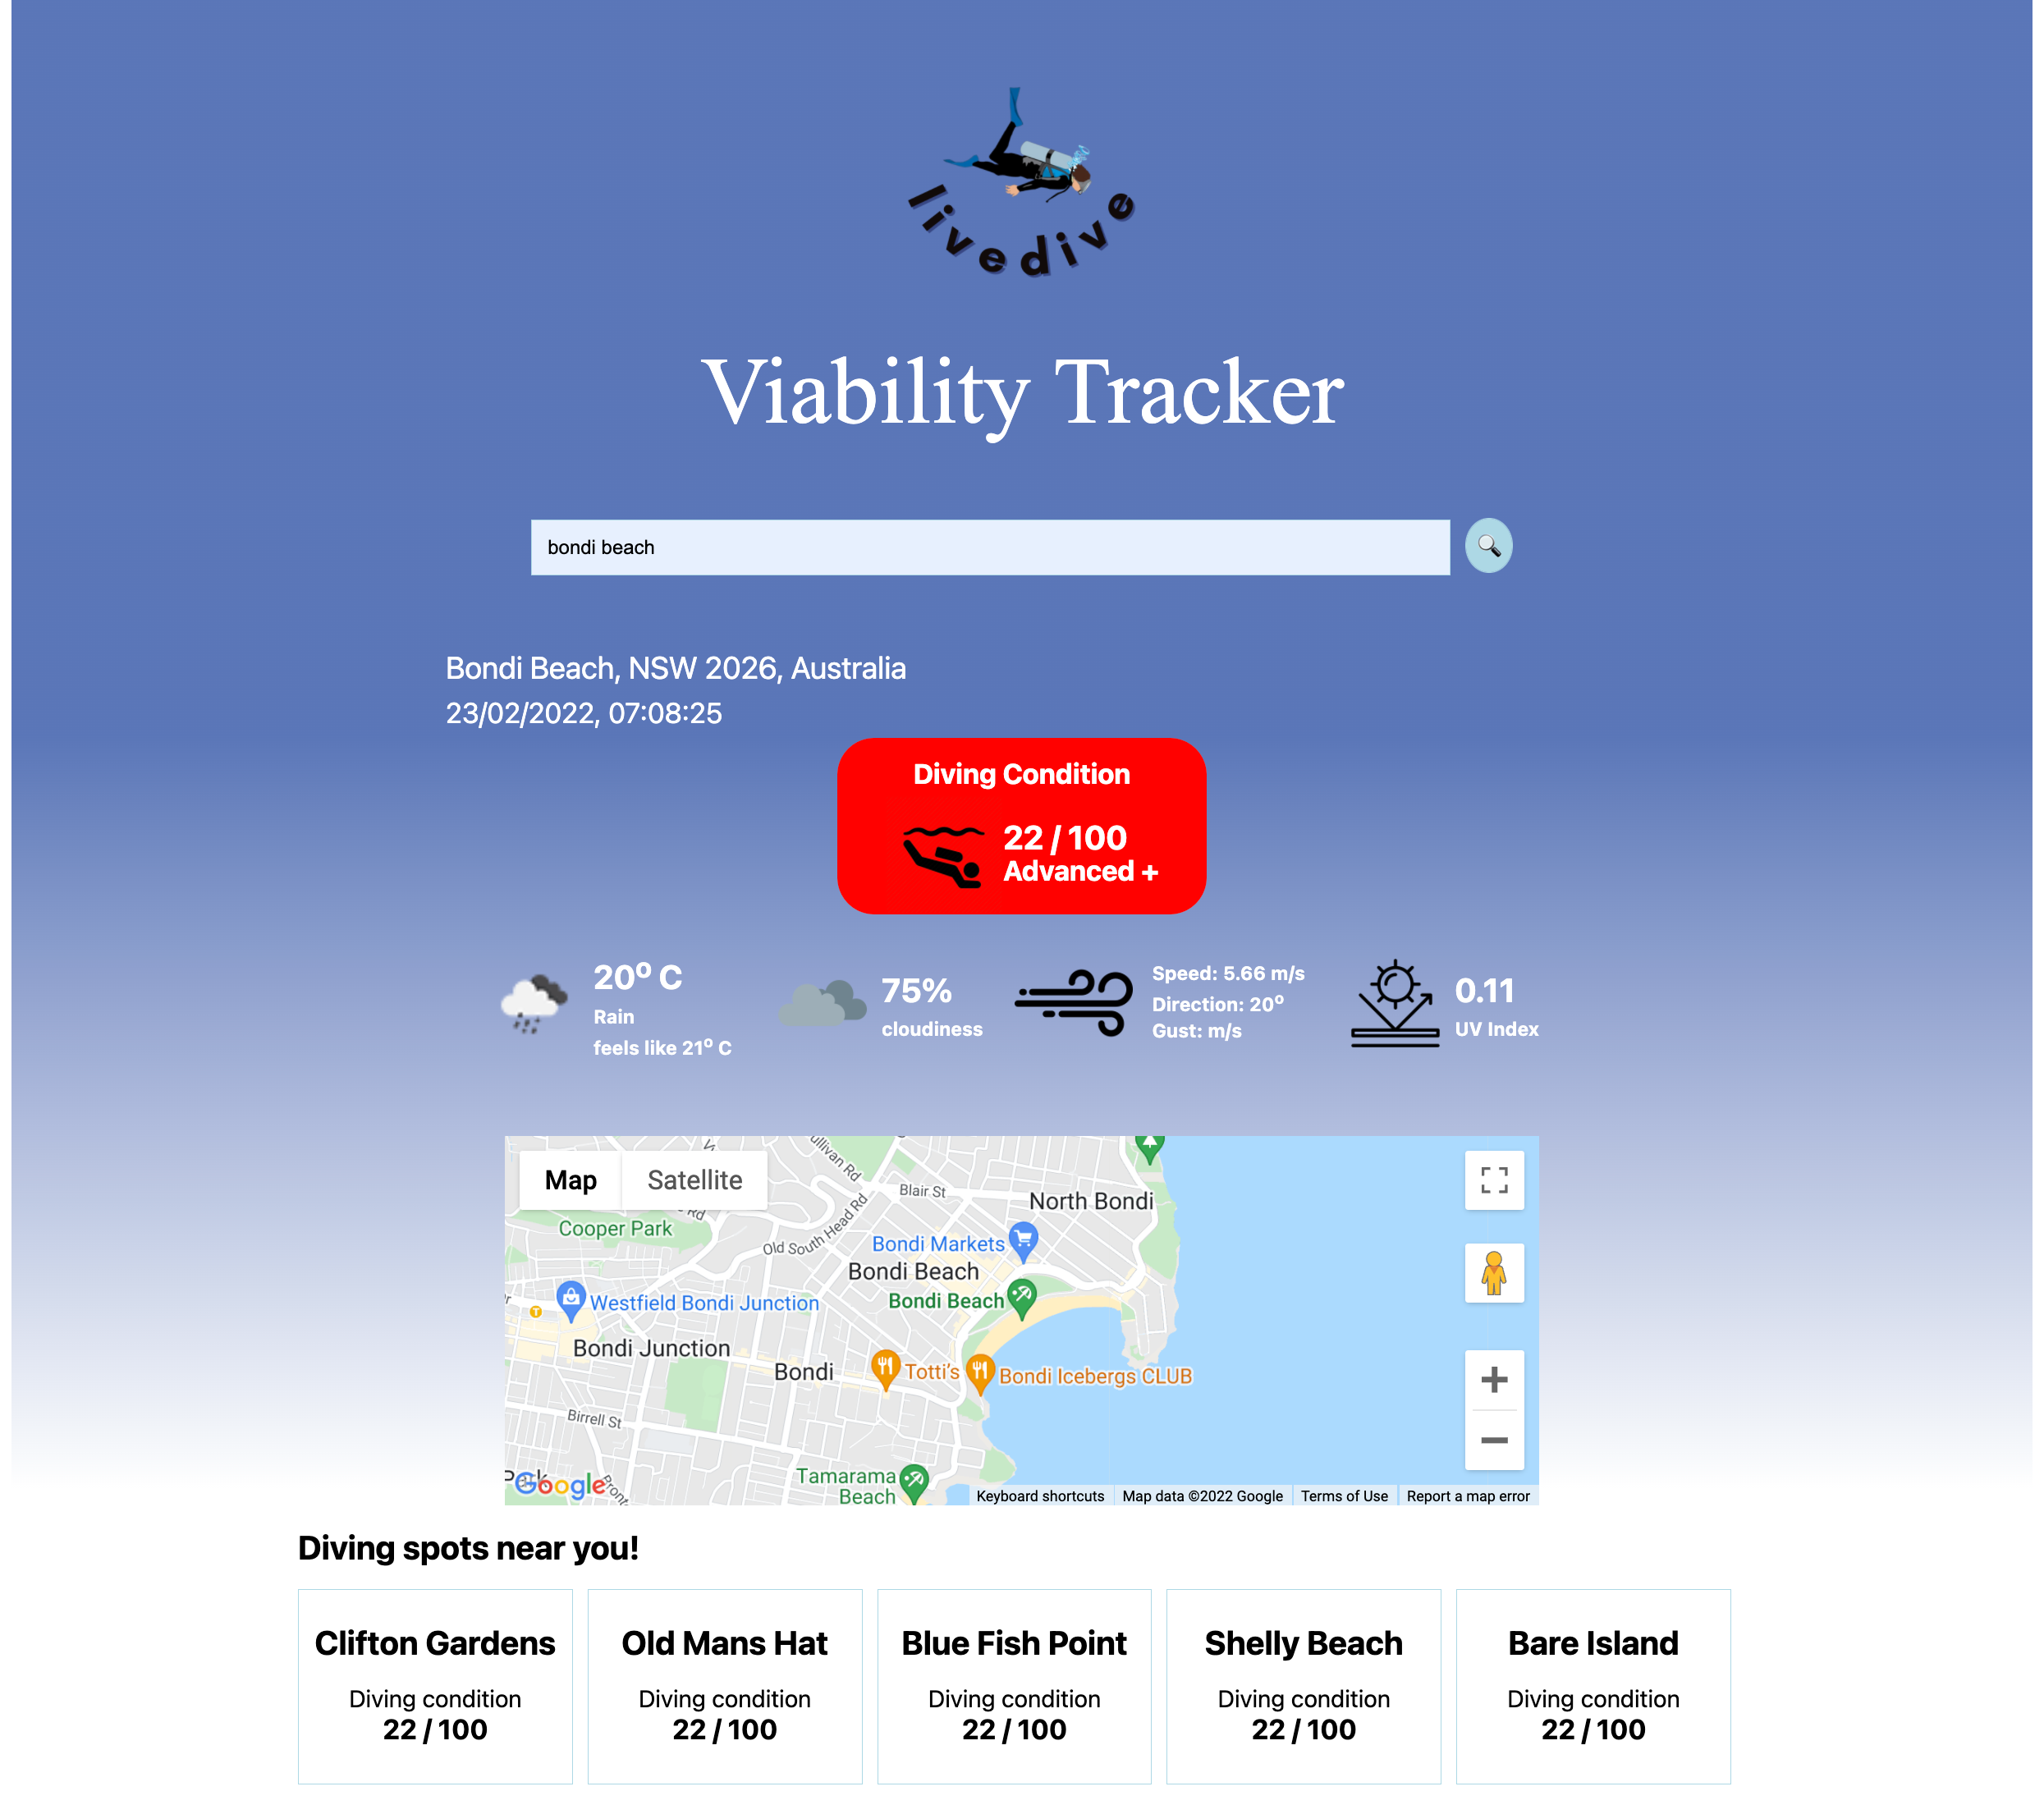 livedive
Viability Tracker
bondi beach
Bondi Beach, NSW 2026, Australia
23/02/2022, 07:08:25
Diving Condition
22 / 100
Advanced +
20º C
Rain
feels like 21º C
75%
cloudiness
Speed: 5.66 m/s
Direction: 20º
Gust: m/s
0.11
UV Index
Map
Satellite
Blair St
North Bondi
Cooper Park
Old South Head Rd
Bondi Markets
Bondi Beach
Bondi Beach
Westfield Bondi Junction
Bondi Junction
Bondi
Totti's
Bondi Icebergs CLUB
Birrell St
Tamarama
Beach
Google
Keyboard shortcuts
Map data ©2022 Google
Terms of Use
Report a map error
Diving spots near you!
Clifton Gardens
Diving condition
22 / 100
Old Mans Hat
Diving condition
22 / 100
Blue Fish Point
Diving condition
22 / 100
Shelly Beach
Diving condition
22 / 100
Bare Island
Diving condition
22 / 100